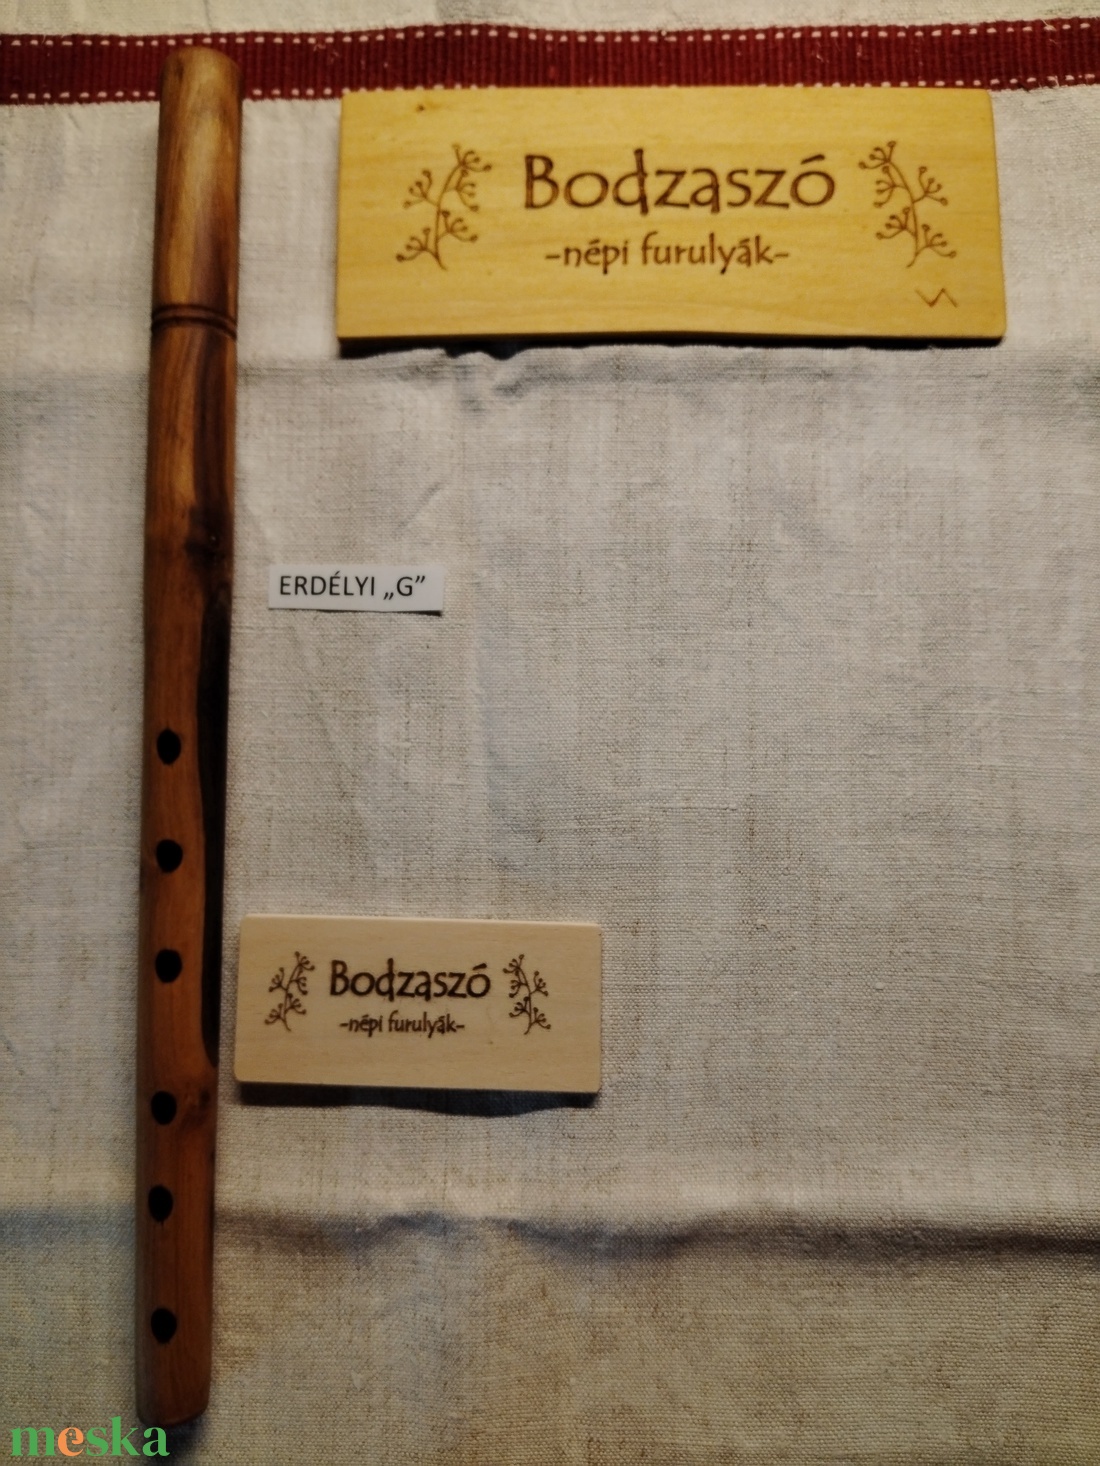 Bodzaszó
-népi furulyák-
ERDÉLYI „G”
Bodzaszó
-népi furulyák-
meska